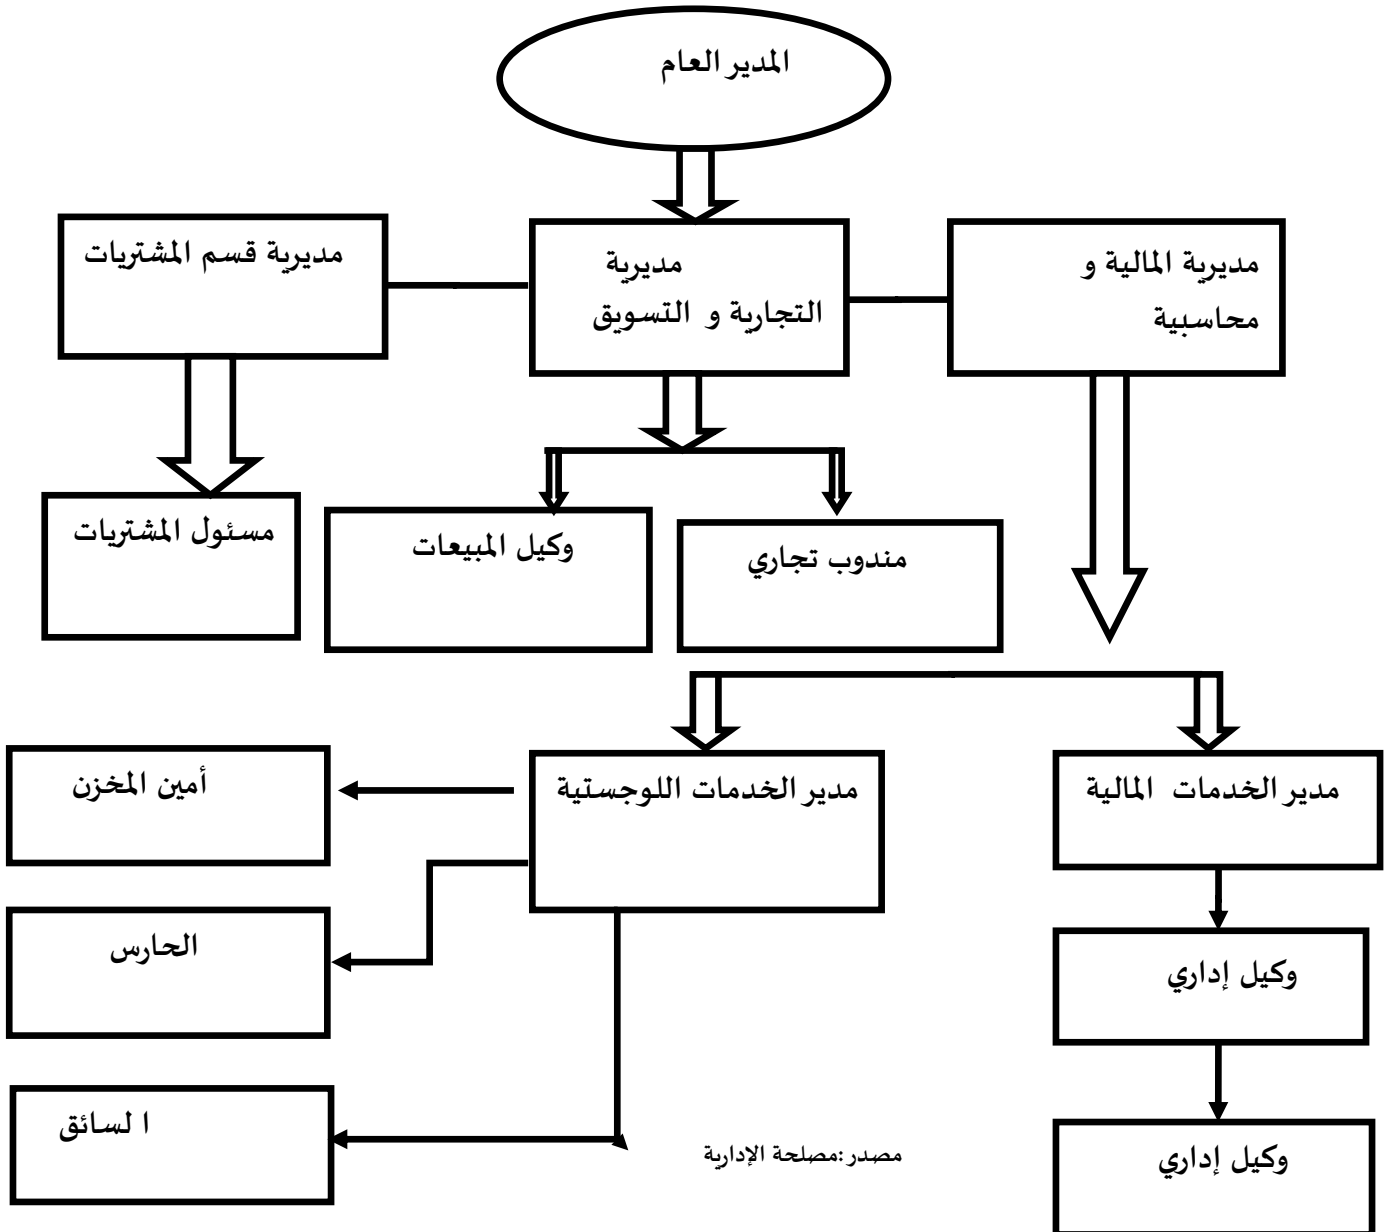 المدير العام
مديرية المالية و
محاسبية
مديرية
التجارية و التسويق
مديرية قسم المشتريات
مندوب تجاري
وكيل المبيعات
مسئول المشتريات
مدير الخدمات المالية
مدير الخدمات اللوجستية
أمين المخزن
وكيل إداري
الحارس
وكيل إداري
ا لسائق
مصدر:مصلحة الإدارية